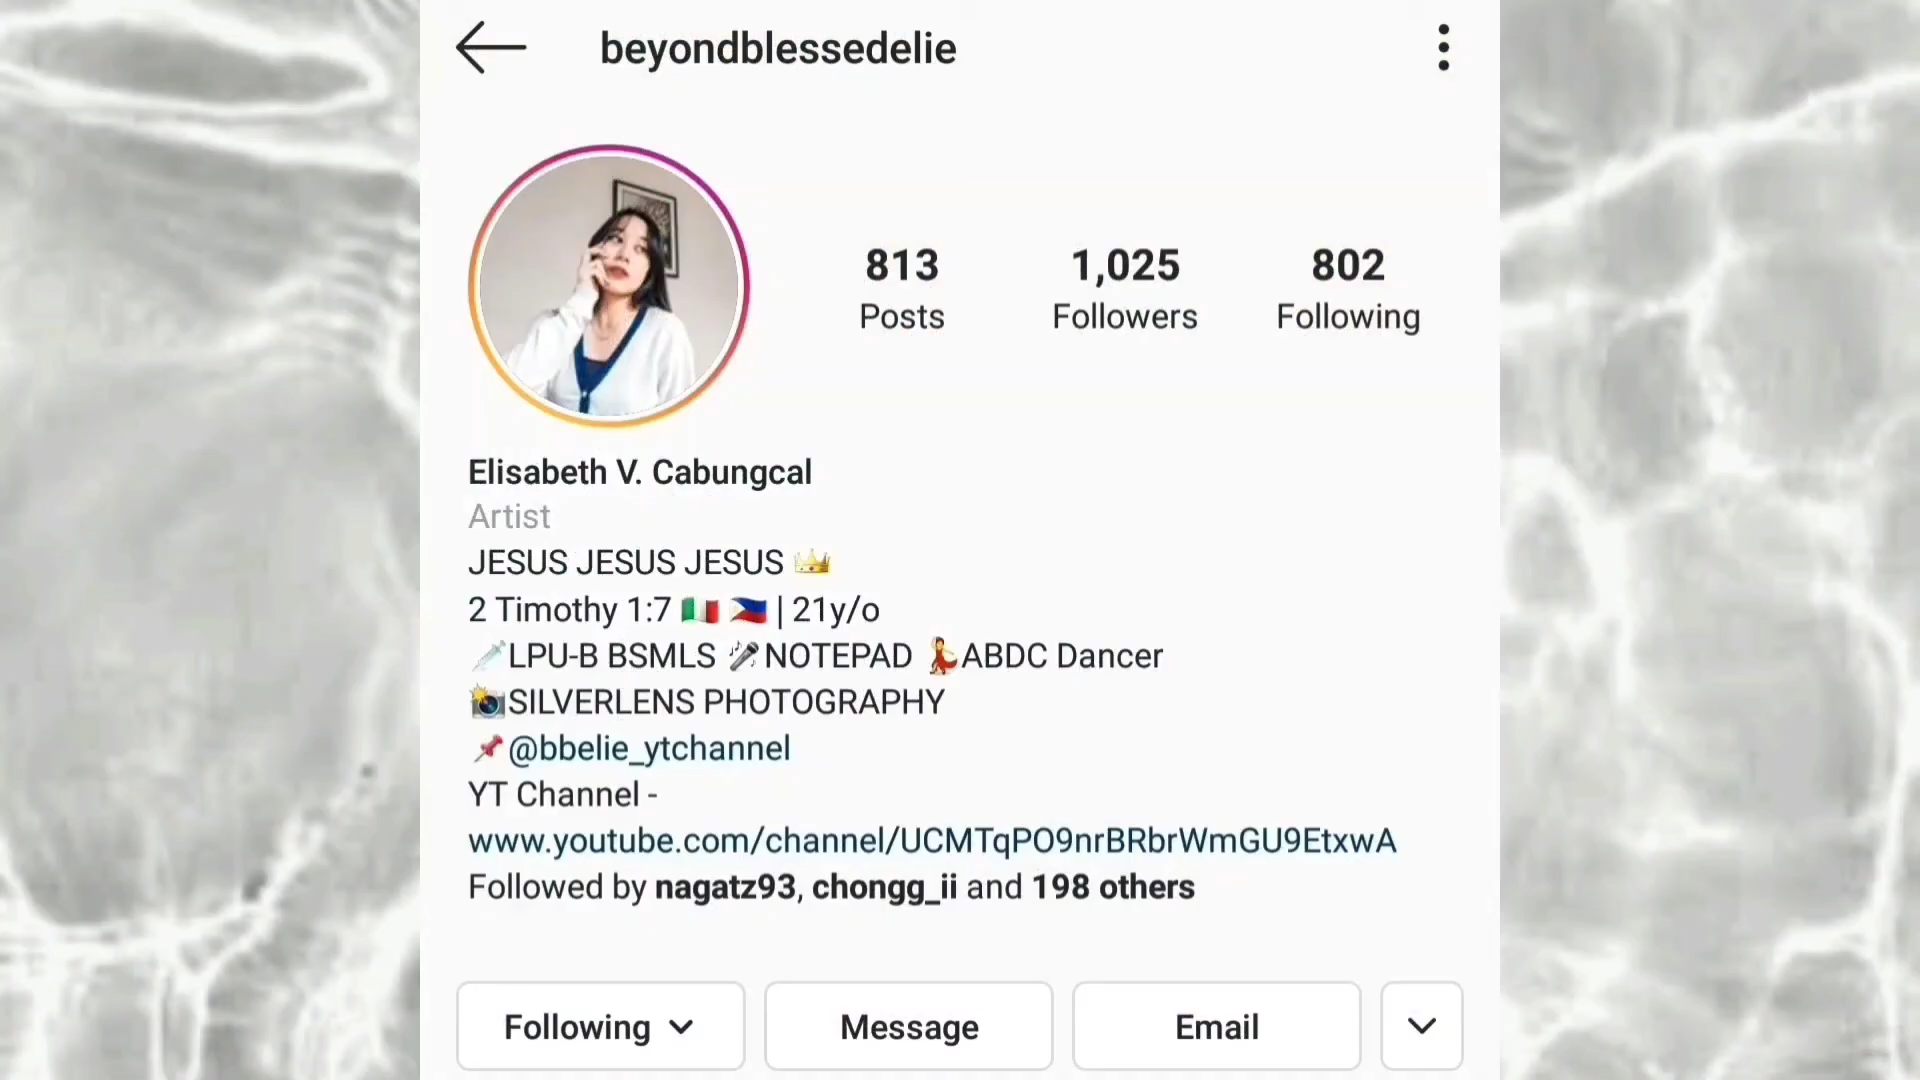 beyondblessedelie
813 1,025 802
Posts Followers Following
Elisabeth V. Cabungcal
Artist
JESUS JESUS JESUS 👑
2 Timothy 1:7 🇮🇹 🇵🇭 | 21y/o
💉LPU-B BSMLS 🎤NOTEPAD 💃ABDC Dancer
📸SILVERLENS PHOTOGRAPHY
📌@bbelie_ytchannel
YT Channel -
www.youtube.com/channel/UCMTqPO9nrBRbrWmGU9EtxwA
Followed by nagatz93, chongg_ii and 198 others
Following Message Email